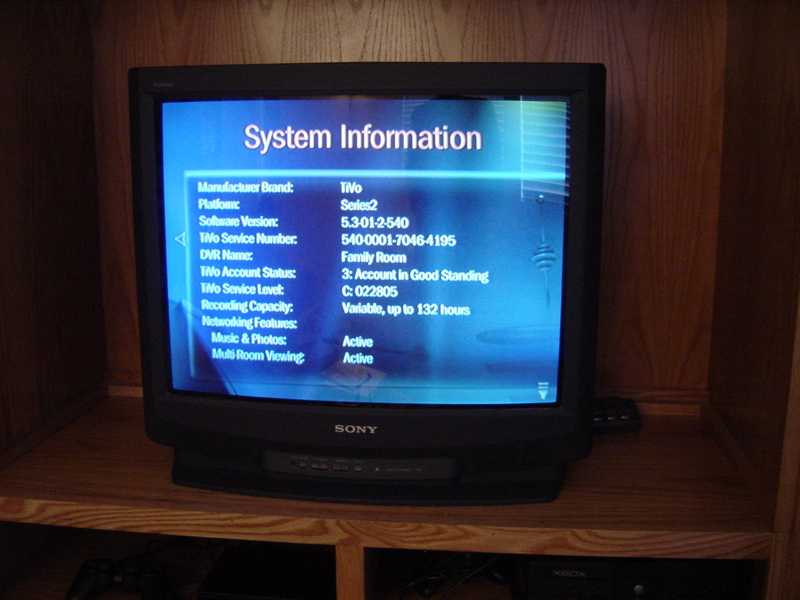 System Information
Manufacturer Brand: TiVo
Platform: Series2
Software Version: 5.3-01-2-540
TiVo Service Number: 540-0001-7046-4195
DVR Name: Family Room
TiVo Account Status: 3: Account in Good Standing
TiVo Service Level: C: 022805
Recording Capacity: Variable, up to 132 hours
Networking Features:
Music & Photos: Active
Multi-Room Viewing: Active
SONY
XBOX